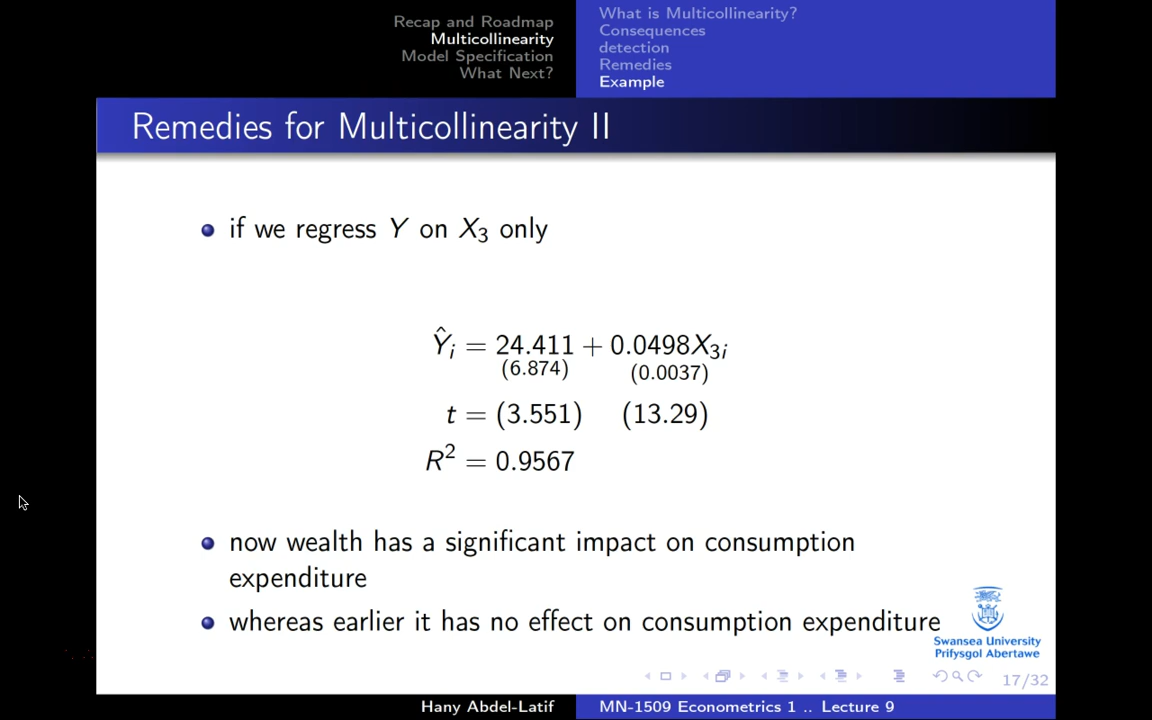 Recap and Roadmap
Multicollinearity
Model Specification
What Next?
What is Multicollinearity?
Consequences
detection
Remedies
Example
Remedies for Multicollinearity II
if we regress Y on X₃ only
Ŷᵢ = 24.411 + 0.0498X₃ᵢ
(6.874) (0.0037)
t = (3.551) (13.29)
R² = 0.9567
now wealth has a significant impact on consumption
expenditure
whereas earlier it has no effect on consumption expenditure
Swansea University
Prifysgol Abertawe
17/32
Hany Abdel-Latif
MN-1509 Econometrics 1 .. Lecture 9